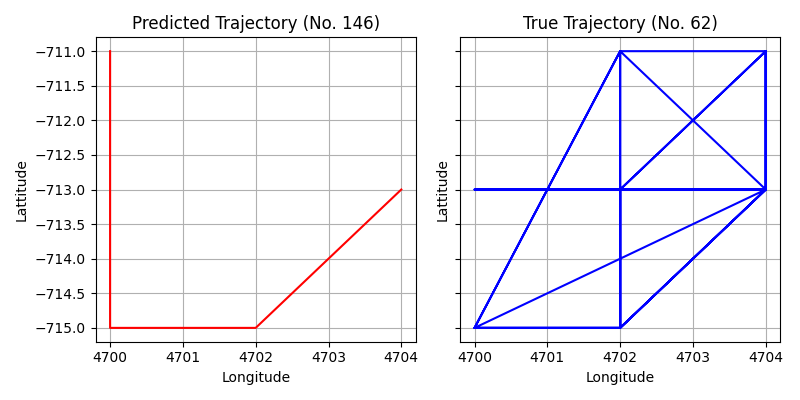 Predicted Trajectory (No. 146)
True Trajectory (No. 62)
Lattitude
−711.0
−711.5
−712.0
−712.5
−713.0
−713.5
−714.0
−714.5
−715.0
4700 4701 4702 4703 4704
Longitude
Lattitude
4700 4701 4702 4703 4704
Longitude